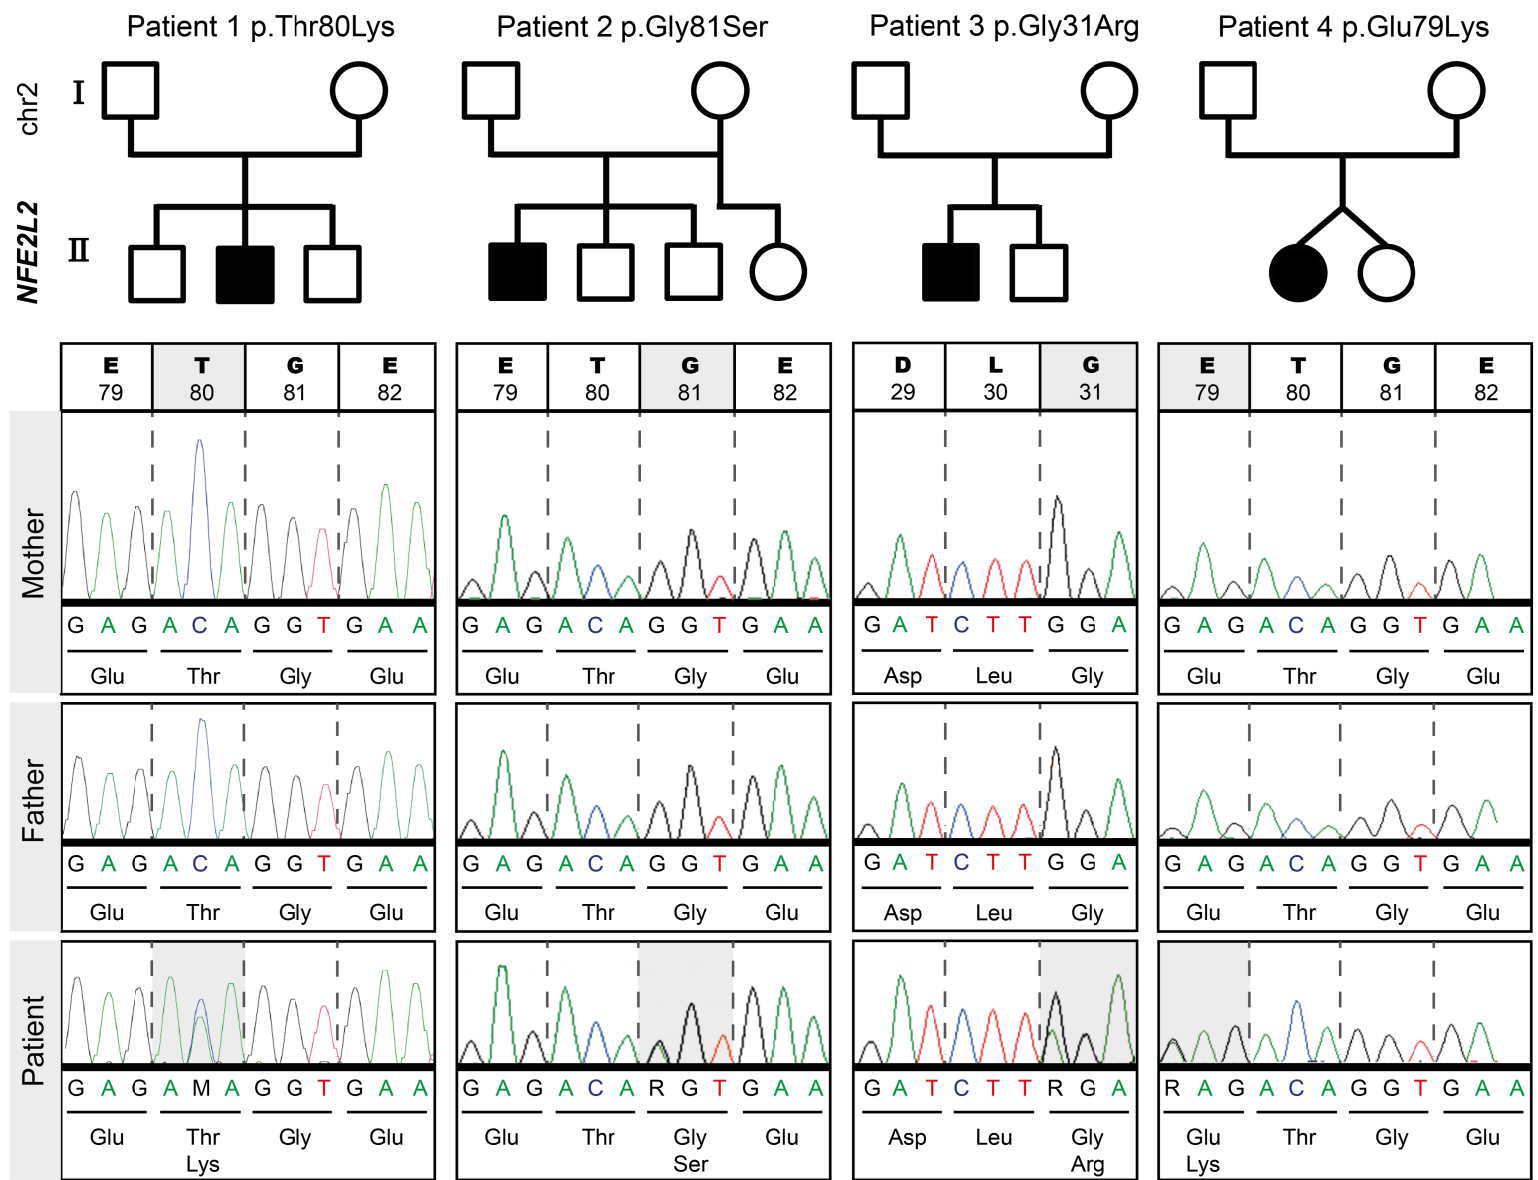 Patient 1 p.Thr80Lys
Patient 2 p.Gly81Ser
Patient 3 p.Gly31Arg
Patient 4 p.Glu79Lys
chr2
I
NFE2L2
II
E T G E
79 80 81 82
E T G E
79 80 81 82
D L G
29 30 31
E T G E
79 80 81 82
Mother
G A G A C A G G T G A A
Glu Thr Gly Glu
G A G A C A G G T G A A
Glu Thr Gly Glu
G A T C T T G G A
Asp Leu Gly
G A G A C A G G T G A A
Glu Thr Gly Glu
Father
G A G A C A G G T G A A
Glu Thr Gly Glu
G A G A C A G G T G A A
Glu Thr Gly Glu
G A T C T T G G A
Asp Leu Gly
G A G A C A G G T G A A
Glu Thr Gly Glu
Patient
G A G A M A G G T G A A
Glu Thr Gly Glu
Lys
G A G A C A R G T G A A
Glu Thr Gly Glu
Ser
G A T C T T R G A
Asp Leu Gly
Arg
R A G A C A G G T G A A
Glu Thr Gly Glu
Lys